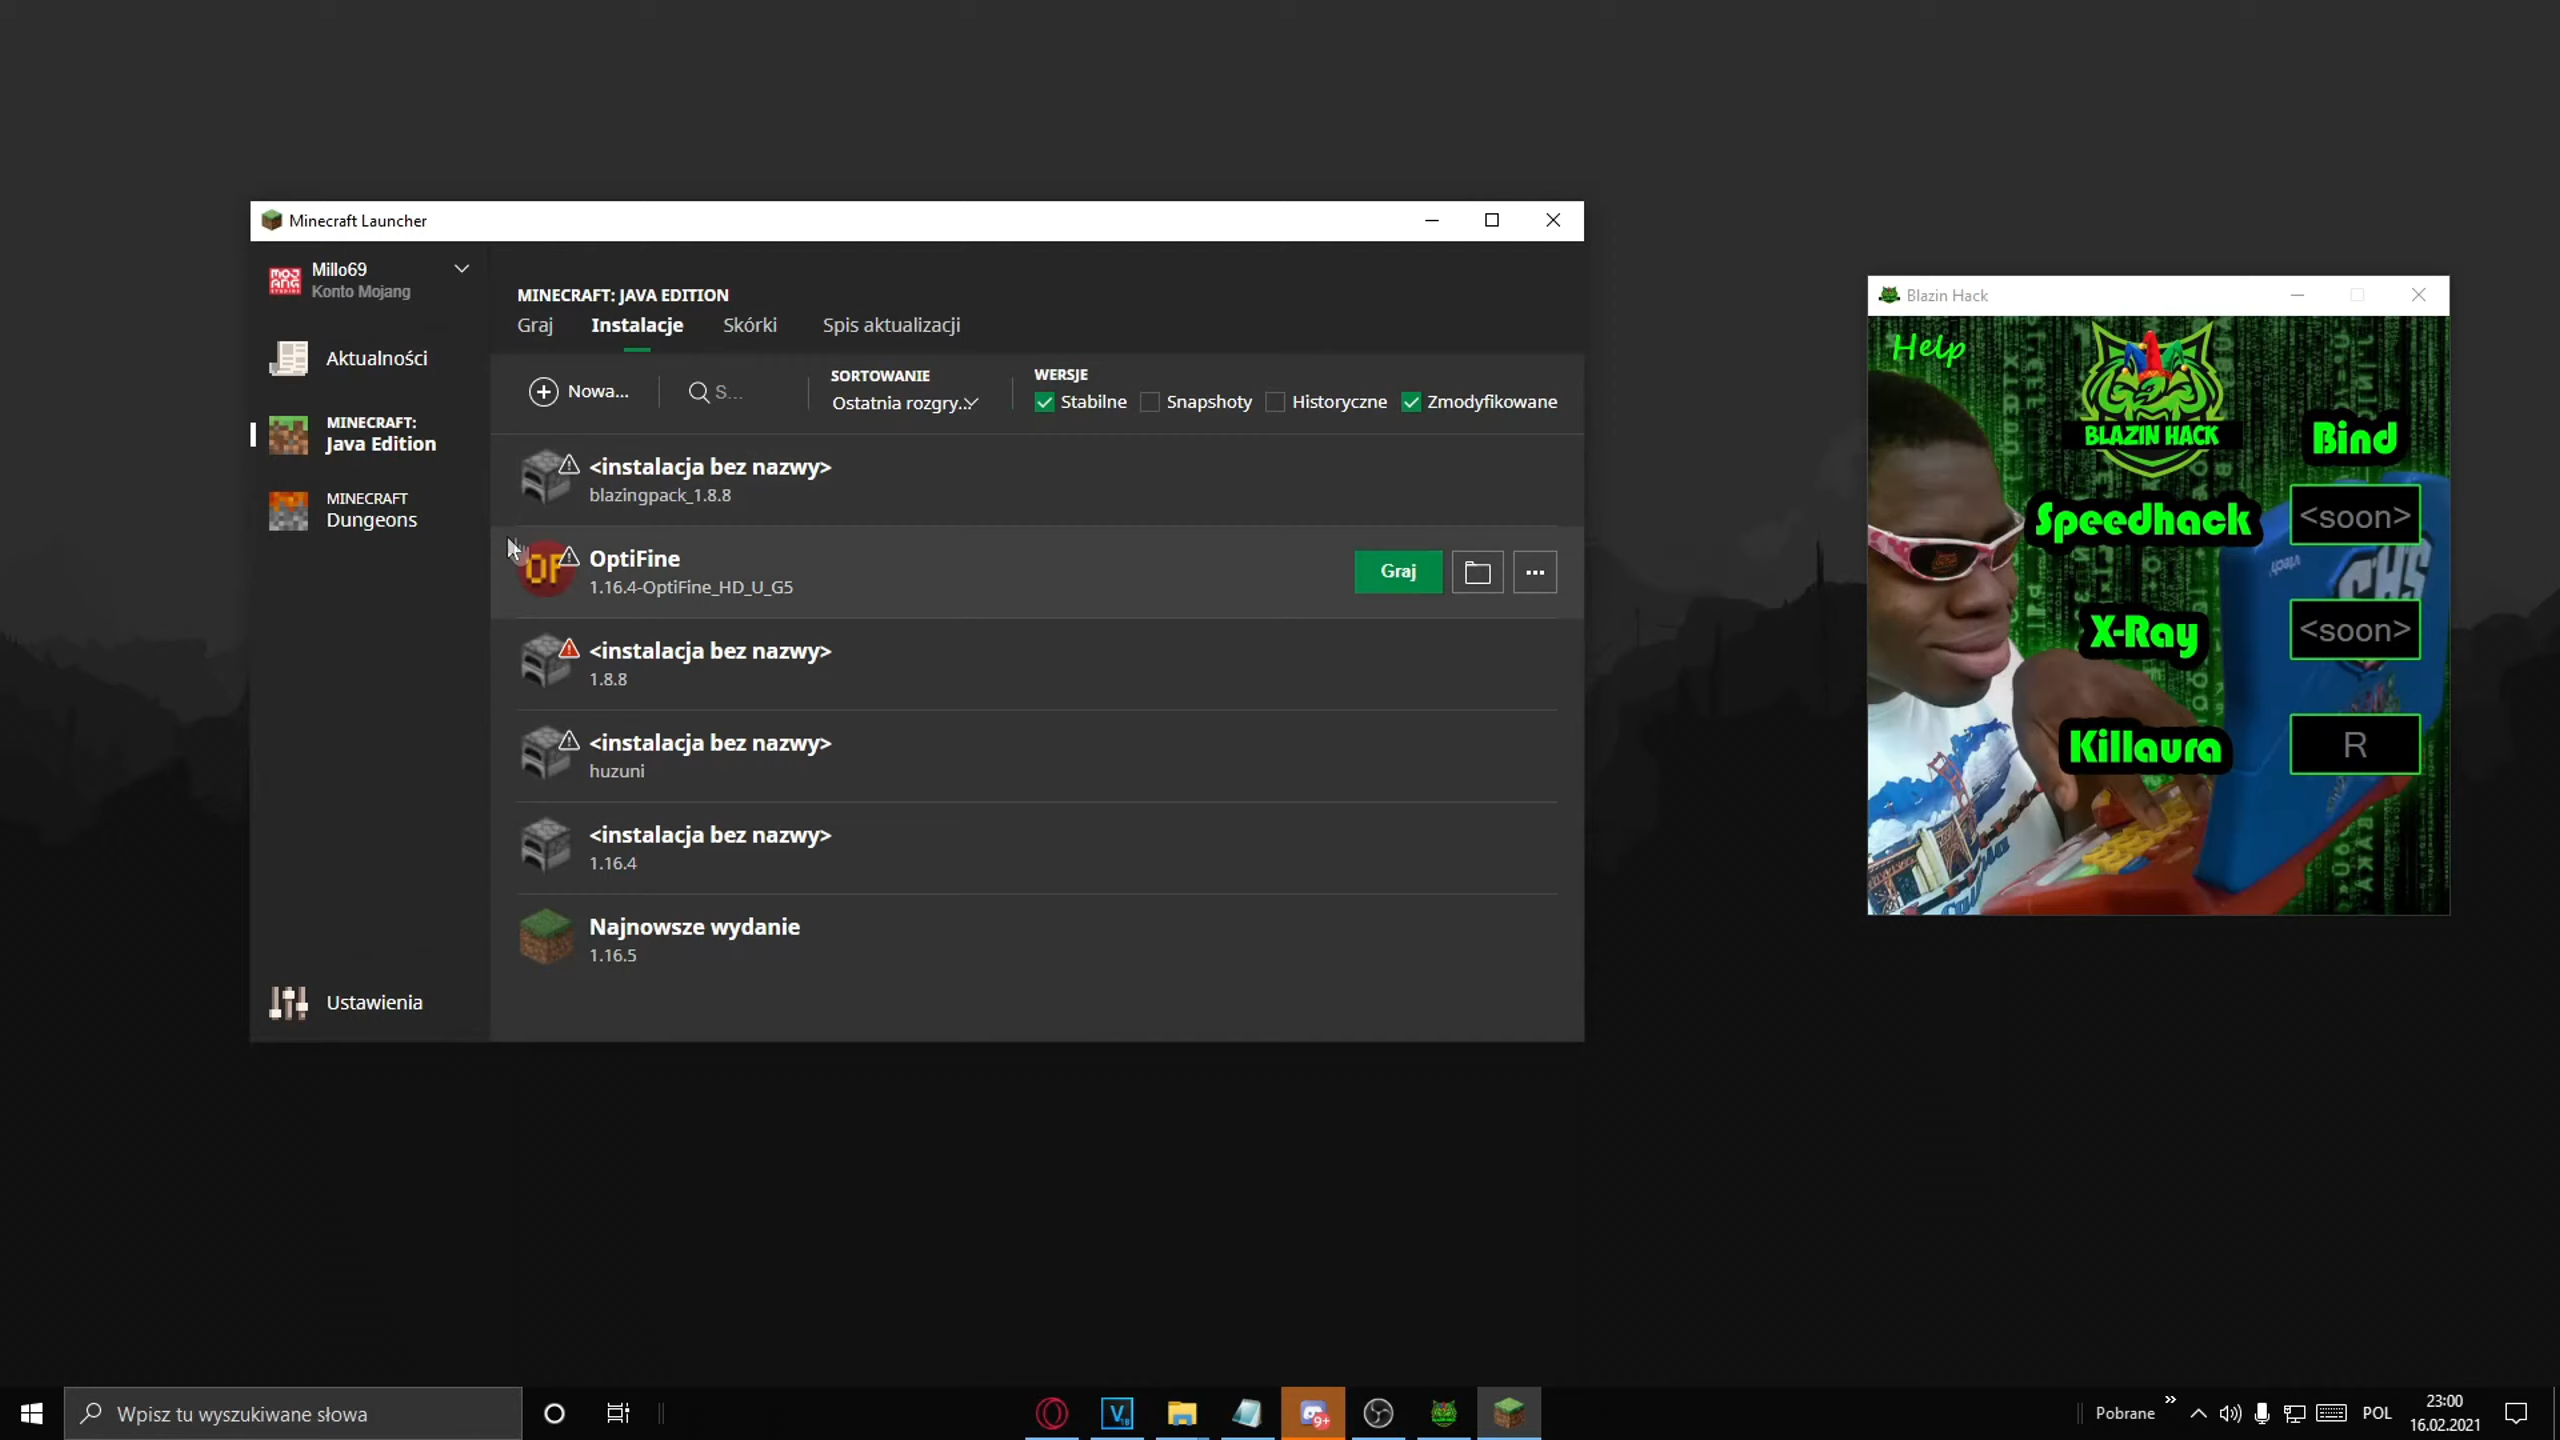 Minecraft Launcher
Millo69
Konto Mojang
Aktualności
MINECRAFT:
Java Edition
MINECRAFT
Dungeons
Ustawienia
MINECRAFT: JAVA EDITION
Graj Instalacje Skórki Spis aktualizacji
Nowa...
S...
SORTOWANIE
Ostatnia rozgry...
WERSJE
Stabilne Snapshoty Historyczne Zmodyfikowane
<instalacja bez nazwy>
blazingpack_1.8.8
OP
OptiFine
1.16.4-OptiFine_HD_U_G5
Graj
<instalacja bez nazwy>
1.8.8
<instalacja bez nazwy>
huzuni
<instalacja bez nazwy>
1.16.4
Najnowsze wydanie
1.16.5
Blazin Hack
Help
BLAZIN HACK
Bind
Speedhack <soon>
X-Ray <soon>
Killaura R
vtech
Wpisz tu wyszukiwane słowa
9+
Pobrane
POL
23:00
16.02.2021